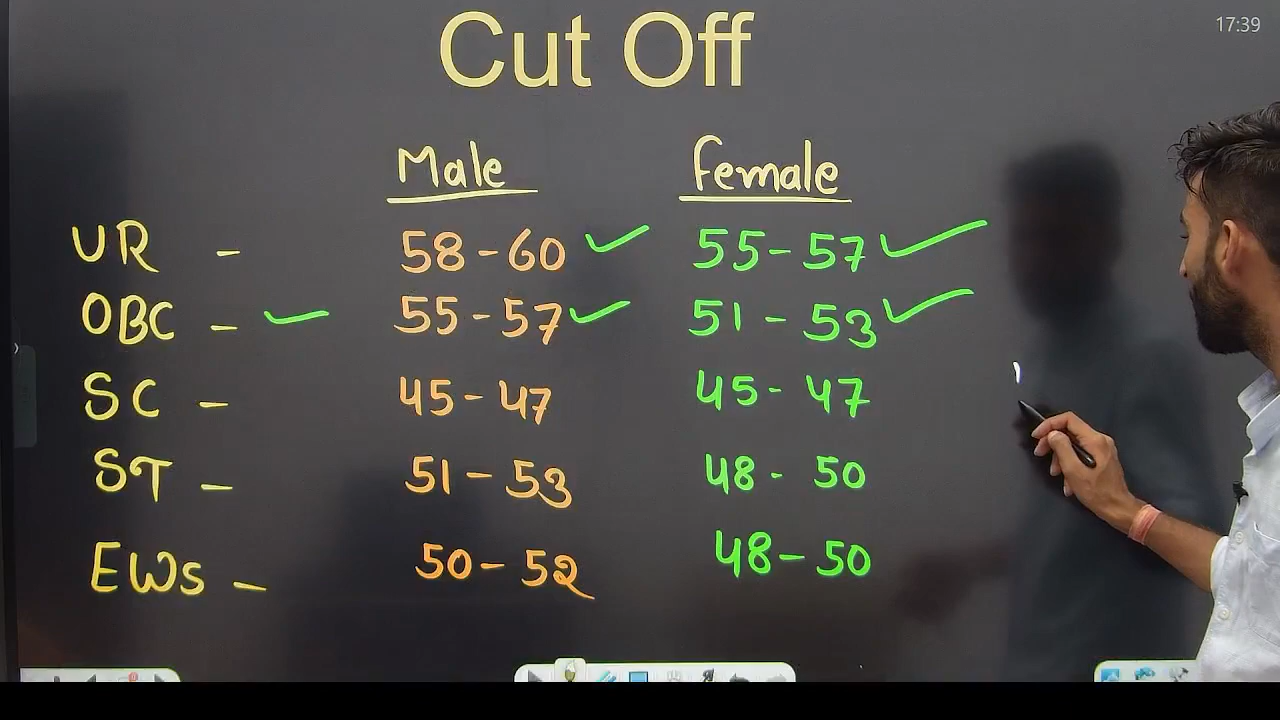 Cut Off
17:39
Male Female
UR - 58-60 55-57
OBC - 55-57 51-53
SC - 45-47 45-47
ST - 51-53 48-50
EWS - 50-52 48-50